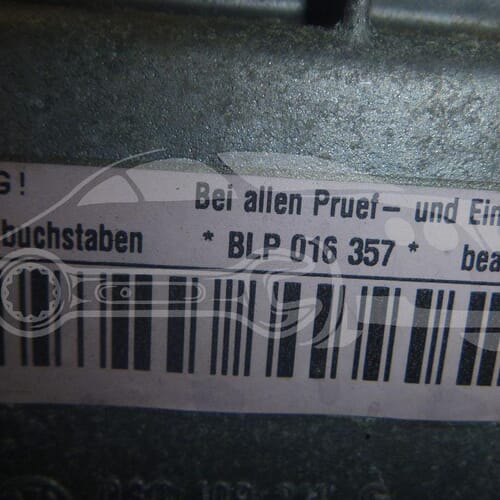 G!
Bei allen Pruef- und Ein
buchstaben * BLP 016 357 * bea